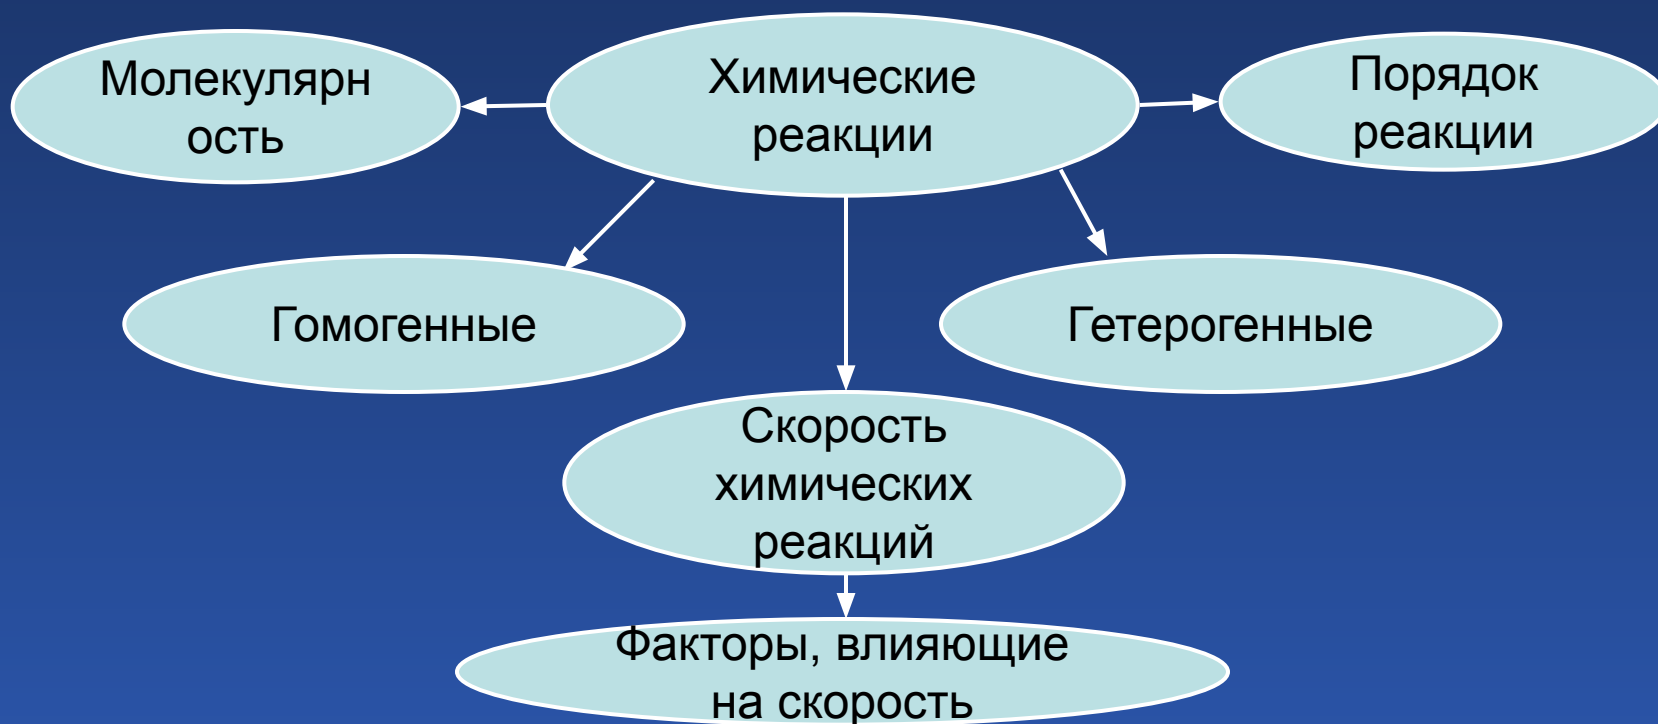 Молекулярн
ость
Химические
реакции
Порядок
реакции
Гомогенные
Гетерогенные
Скорость
химических
реакций
Факторы, влияющие
на скорость